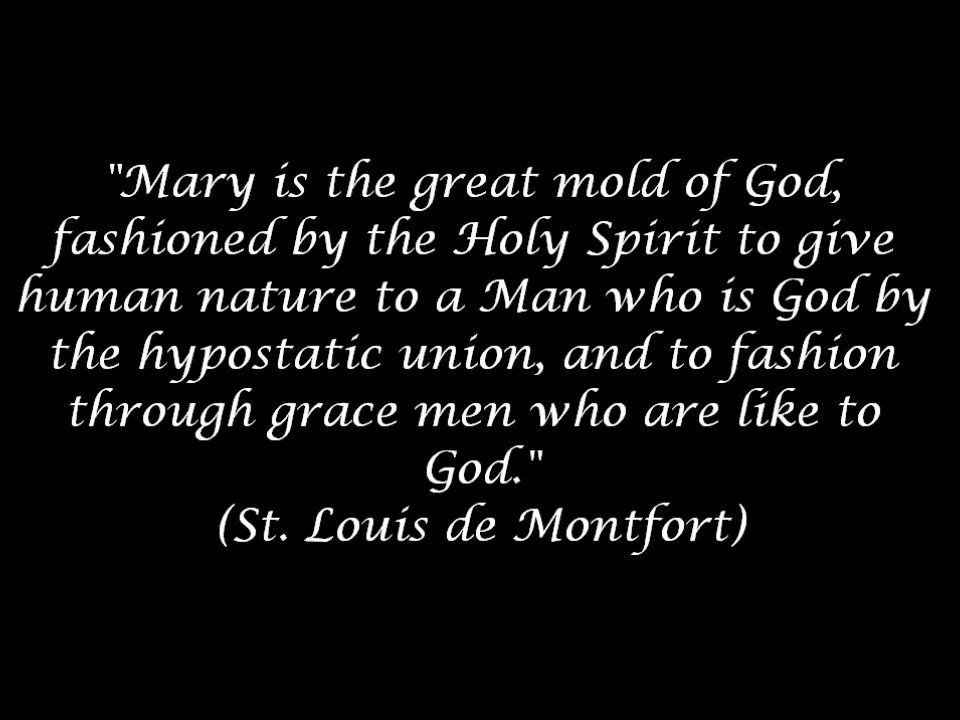 "Mary is the great mold of God,
fashioned by the Holy Spirit to give
human nature to a Man who is God by
the hypostatic union, and to fashion
through grace men who are like to
God."
(St. Louis de Montfort)